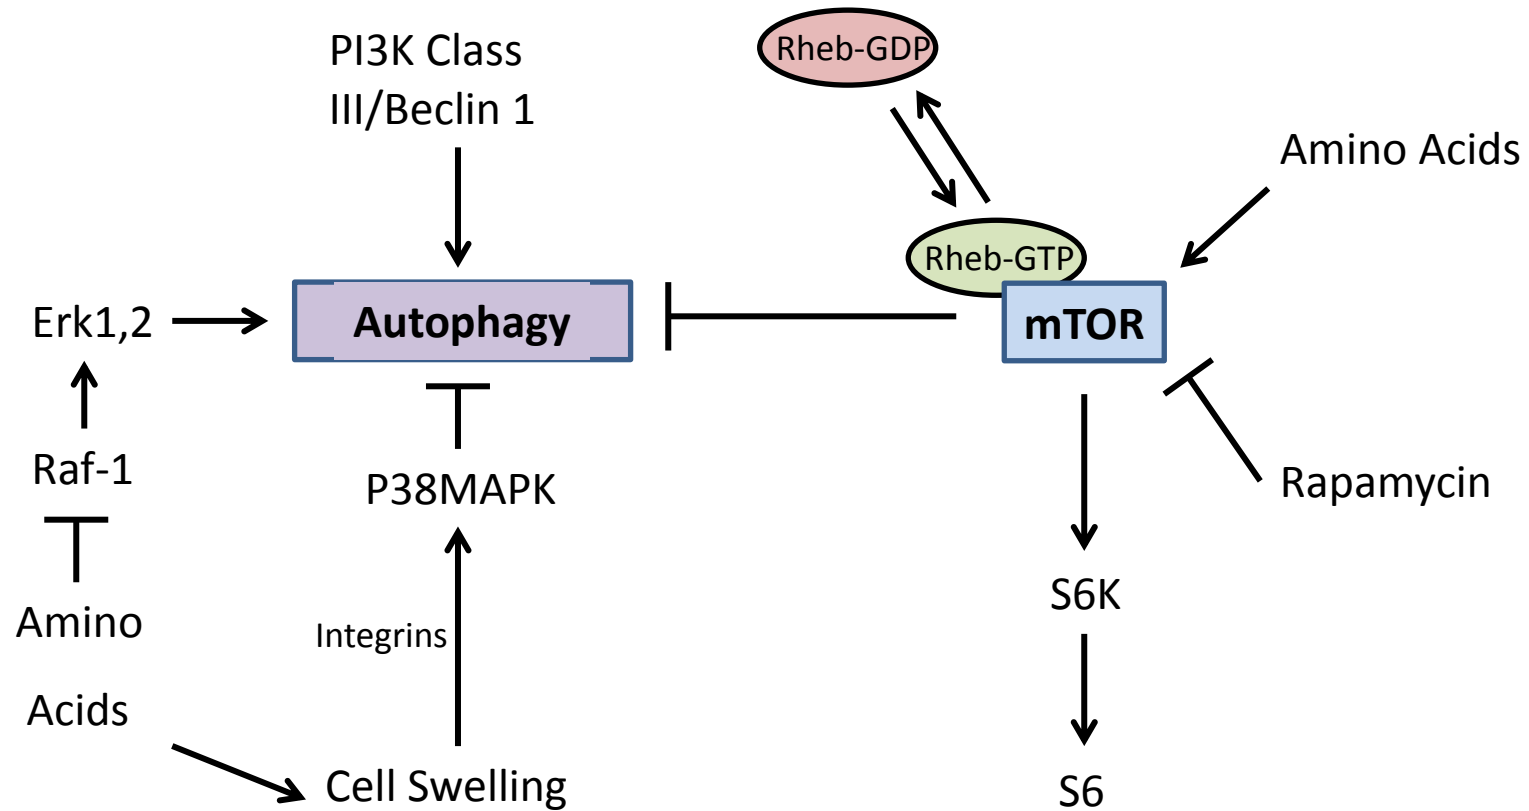 PI3K Class
III/Beclin 1
Rheb-GDP
Amino Acids
Rheb-GTP
Erk1,2
Autophagy
mTOR
Raf-1
P38MAPK
Rapamycin
S6K
Amino
Integrins
Acids
Cell Swelling
S6